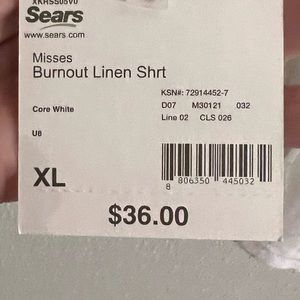 XKHSS05V0
Sears
www.sears.com
Misses
Burnout Linen Shrt
KSN#: 72914452-7
Core White
D07 M30121 032
Line 02 CLS 026
U8
XL
8 806350 445032
$36.00